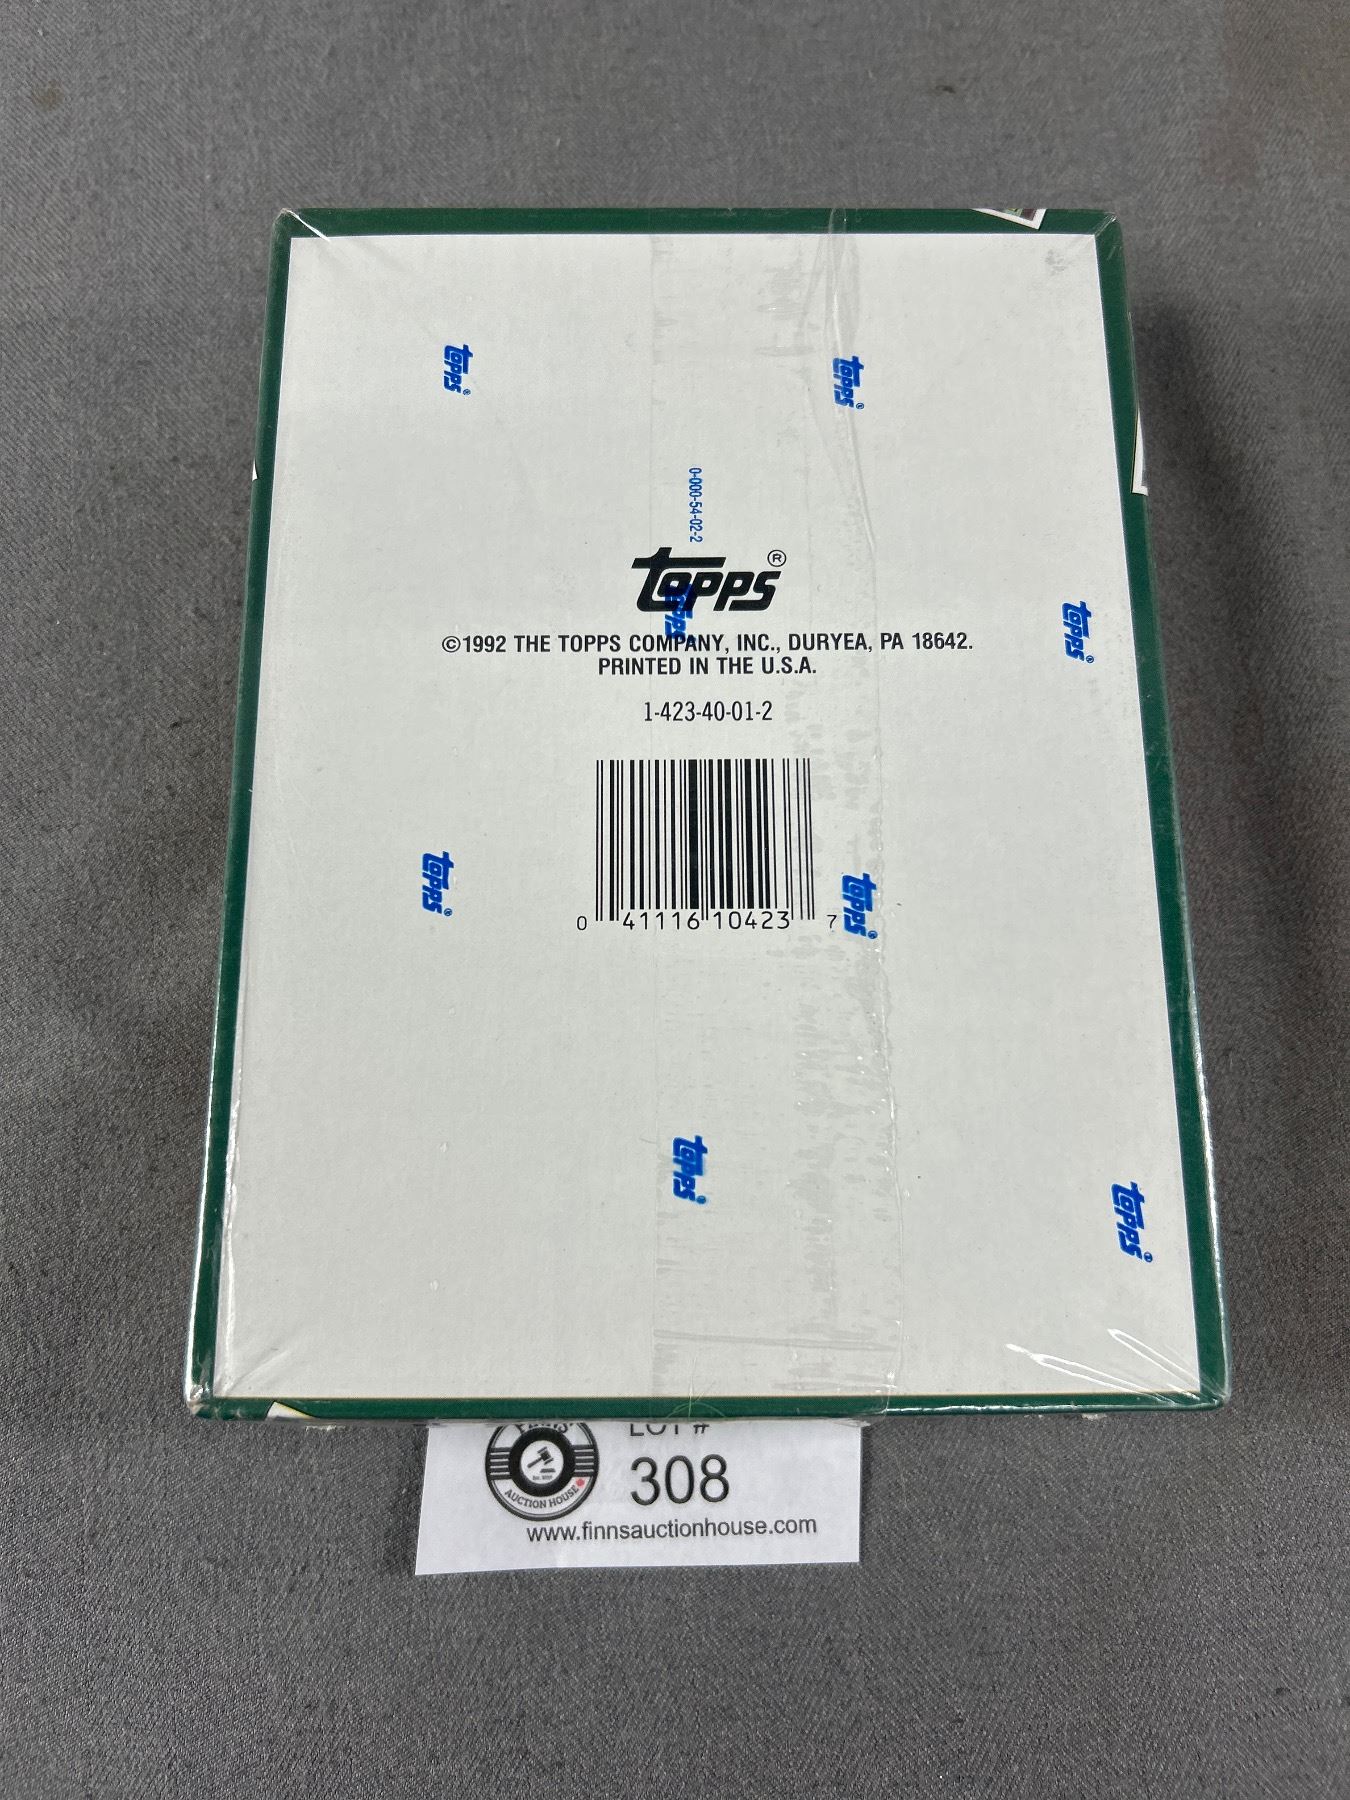 topps
topps
0-000-54-02-2
topps®
topps
©1992 THE TOPPS COMPANY, INC., DURYEA, PA 18642.
PRINTED IN THE U.S.A.
topps
1-423-40-01-2
topps
topps
0 41116 10423 7
topps
topps
LOT #
308
AUCTION HOUSE
www.finnsauctionhouse.com